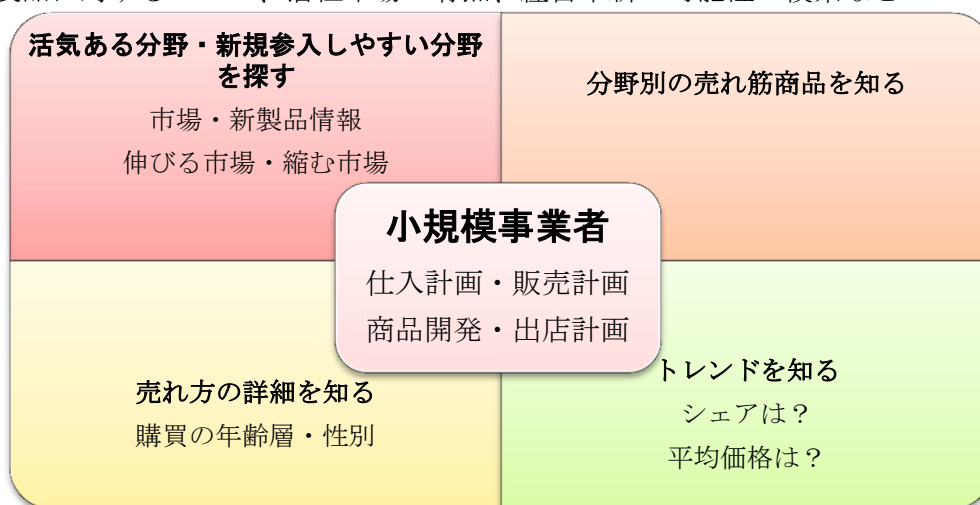 活気ある分野・新規参入しやすい分野
を探す
市場・新製品情報
伸びる市場・縮む市場
分野別の売れ筋商品を知る
小規模事業者
仕入計画・販売計画
商品開発・出店計画
売れ方の詳細を知る
購買の年齢層・性別
トレンドを知る
シェアは？
平均価格は？